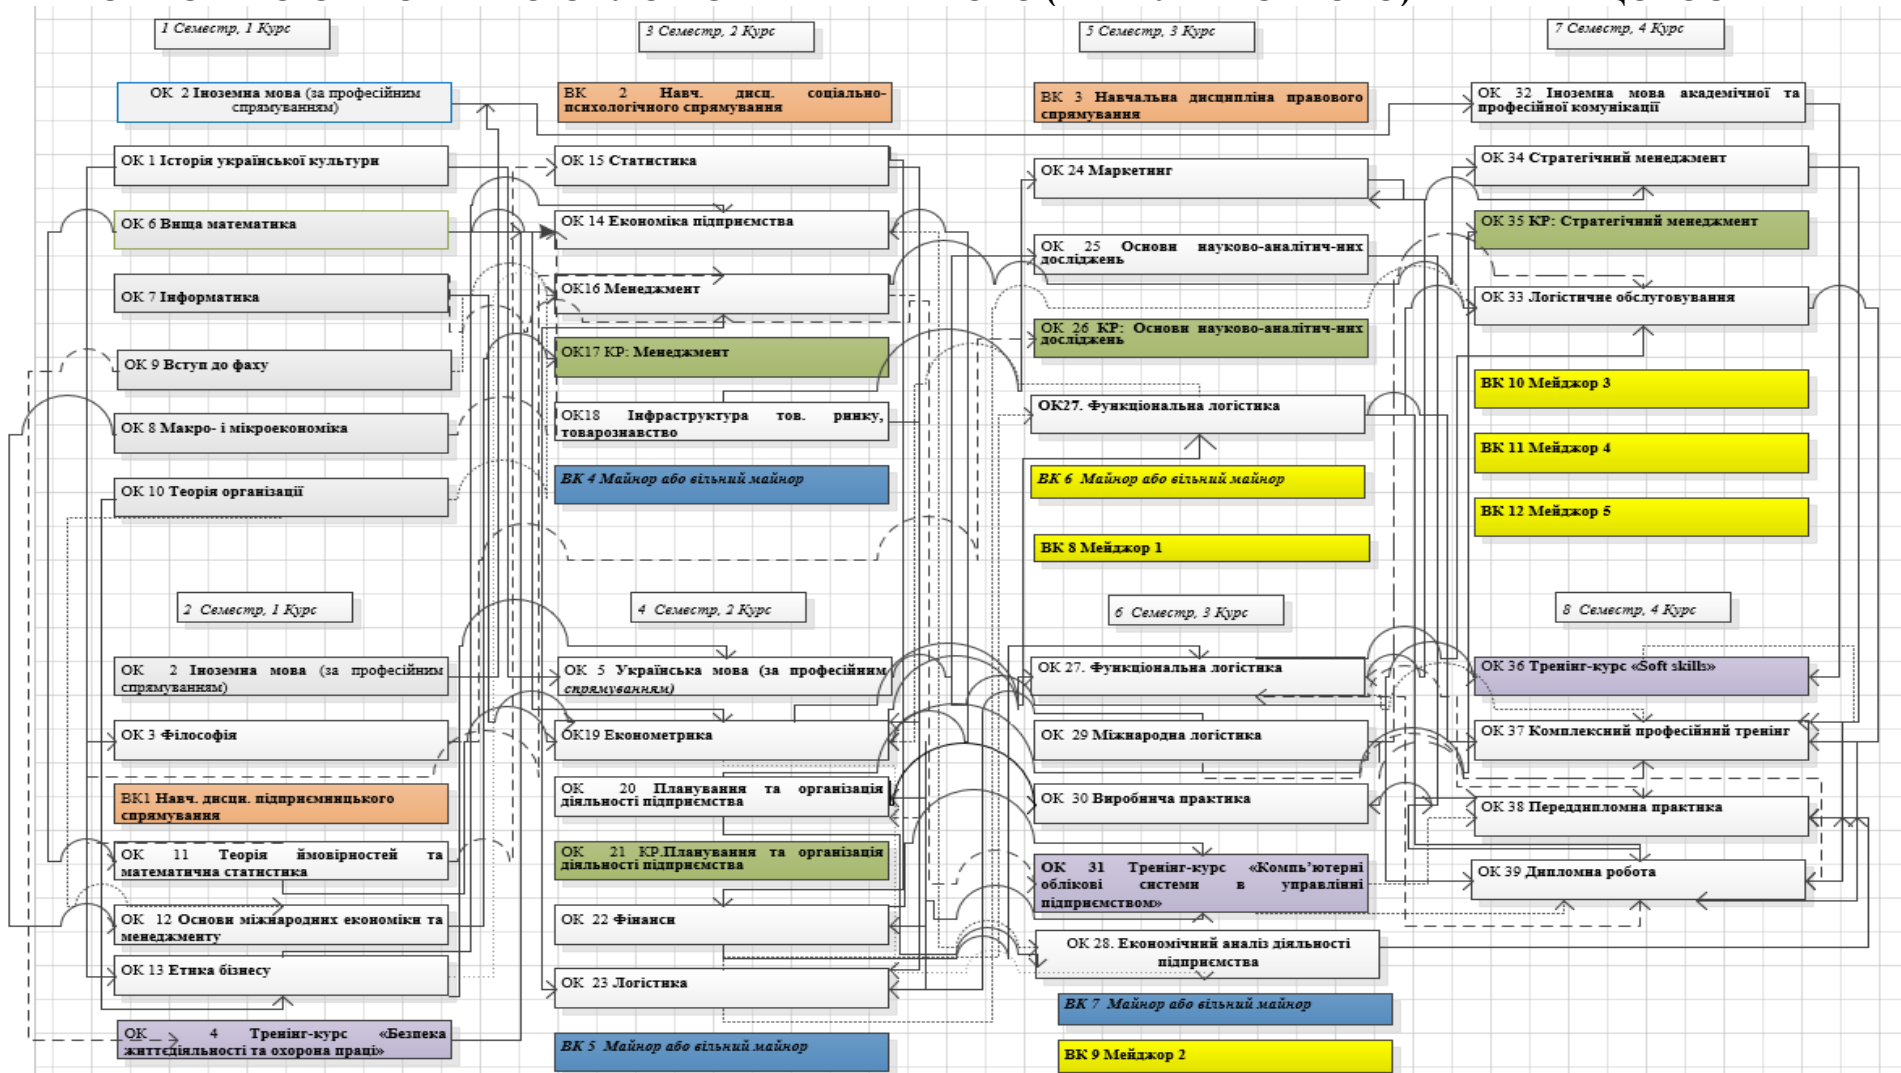 1 Семестр, 1 Курс
ОК 2 Іноземна мова (за професійним
спрямуванням)
ОК 1 Історія української культури
ОК 6 Вища математика
ОК 7 Інформатика
ОК 9 Вступ до фаху
ОК 8 Макро- і мікроекономіка
ОК 10 Теорія організації
2 Семестр, 1 Курс
ОК 2 Іноземна мова (за професійним
спрямуванням)
ОК 3 Філософія
ВК1 Навч. дисци. підприємницького
спрямування
ОК 11 Теорія ймовірностей та
математична статистика
ОК 12 Основи міжнародних економіки та
менеджменту
ОК 13 Етика бізнесу
ОК 4 Тренінг-курс «Безпека
життєдіяльності та охорона праці»
3 Семестр, 2 Курс
ВК 2 Навч. дисц. соціально-
психологічного спрямування
ОК 15 Статистика
ОК 14 Економіка підприємства
ОК16 Менеджмент
ОК17 КР: Менеджмент
ОК18 Інфраструктура тов. ринку,
товарознавство
ВК 4 Майнор або вільний майнор
4 Семестр, 2 Курс
ОК 5 Українська мова (за професійним
спрямуванням)
ОК19 Економетрика
ОК 20 Планування та організація
діяльності підприємства
ОК 21 КР.Планування та організація
діяльності підприємства
ОК 22 Фінанси
ОК 23 Логістика
ВК 5 Майнор або вільний майнор
5 Семестр, 3 Курс
ВК 3 Навчальна дисципліна правового
спрямування
ОК 24 Маркетинг
ОК 25 Основи науково-аналітич-них
досліджень
ОК 26 КР: Основи науково-аналітич-них
досліджень
ОК27. Функціональна логістика
ВК 6 Майнор або вільний майнор
ВК 8 Мейджор 1
6 Семестр, 3 Курс
ОК 27. Функціональна логістика
ОК 29 Міжнародна логістика
ОК 30 Виробнича практика
ОК 31 Тренінг-курс «Комп’ютерні
облікові системи в управлінні
підприємством»
ОК 28. Економічний аналіз діяльності
підприємства
ВК 7 Майнор або вільний майнор
ВК 9 Мейджор 2
7 Семестр, 4 Курс
ОК 32 Іноземна мова академічної та
професійної комунікації
ОК 34 Стратегічний менеджмент
ОК 35 КР: Стратегічний менеджмент
ОК 33 Логістичне обслуговування
ВК 10 Мейджор 3
ВК 11 Мейджор 4
ВК 12 Мейджор 5
8 Семестр, 4 Курс
ОК 36 Тренінг-курс «Soft skills»
ОК 37 Комплексний професійний тренінг
ОК 38 Переддипломна практика
ОК 39 Дипломна робота